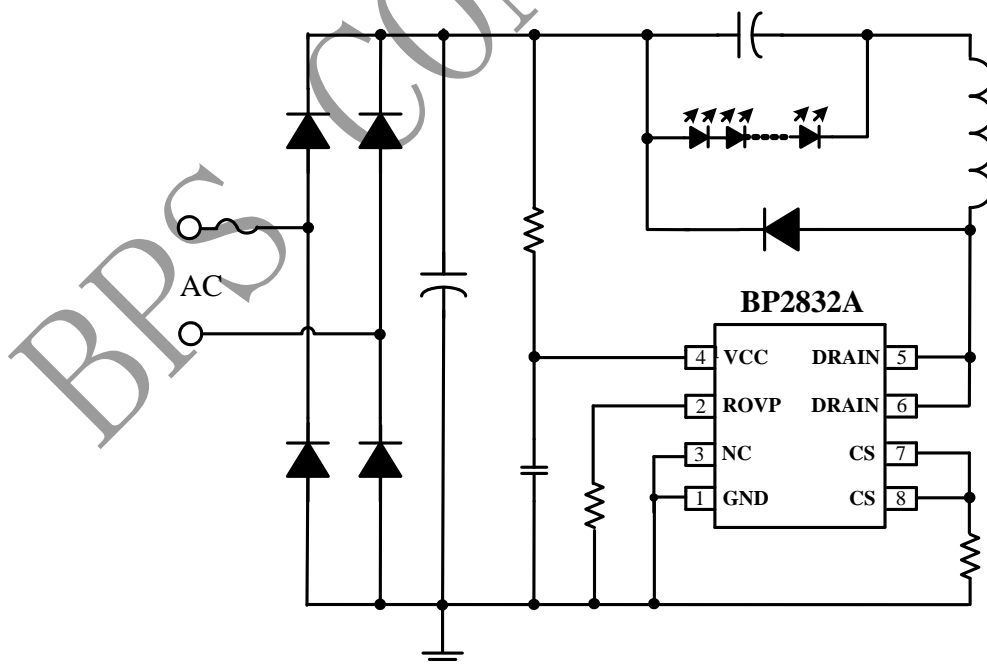 BPS CON
AC
BP2832A
4 VCC DRAIN 5
2 ROVP DRAIN 6
3 NC CS 7
1 GND CS 8